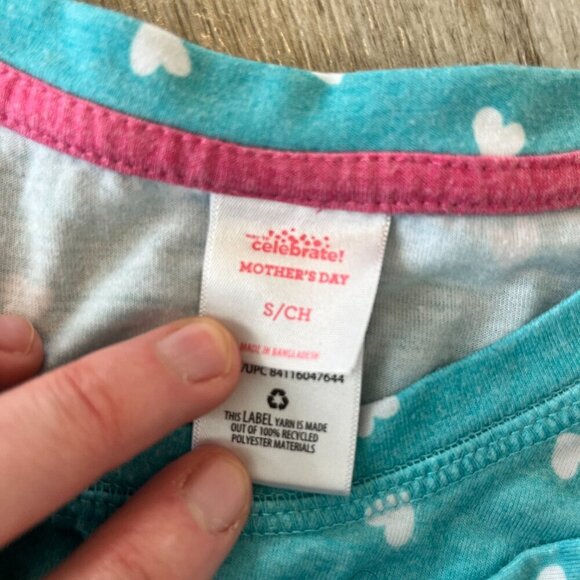 celebrate!
MOTHER'S DAY
S/CH
MADE IN BANGLADESH
/UPC 84116047644
THIS LABEL YARN IS MADE
OUT OF 100% RECYCLED
POLYESTER MATERIALS